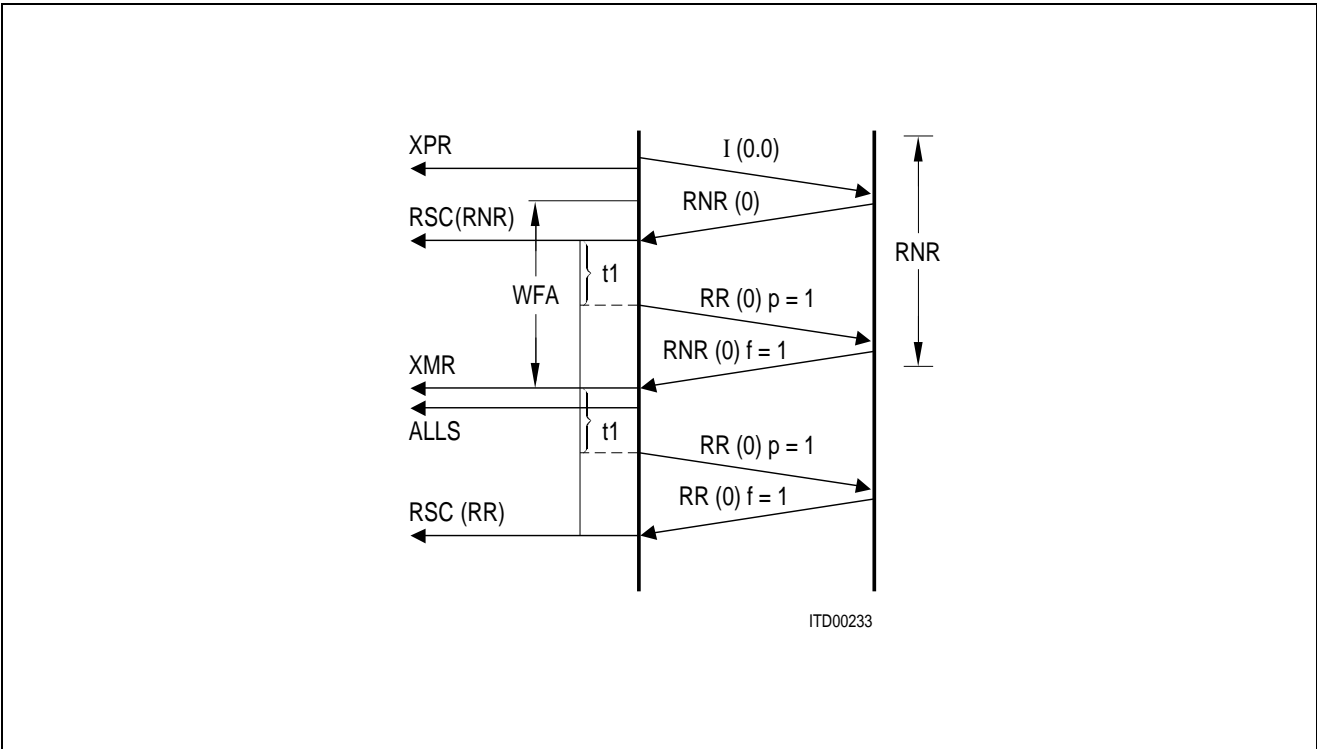 XPR
I (0.0)
RNR (0)
RSC(RNR)
RNR
t1
WFA
RR (0) p = 1
RNR (0) f = 1
XMR
ALLS
t1
RR (0) p = 1
RR (0) f = 1
RSC (RR)
ITD00233